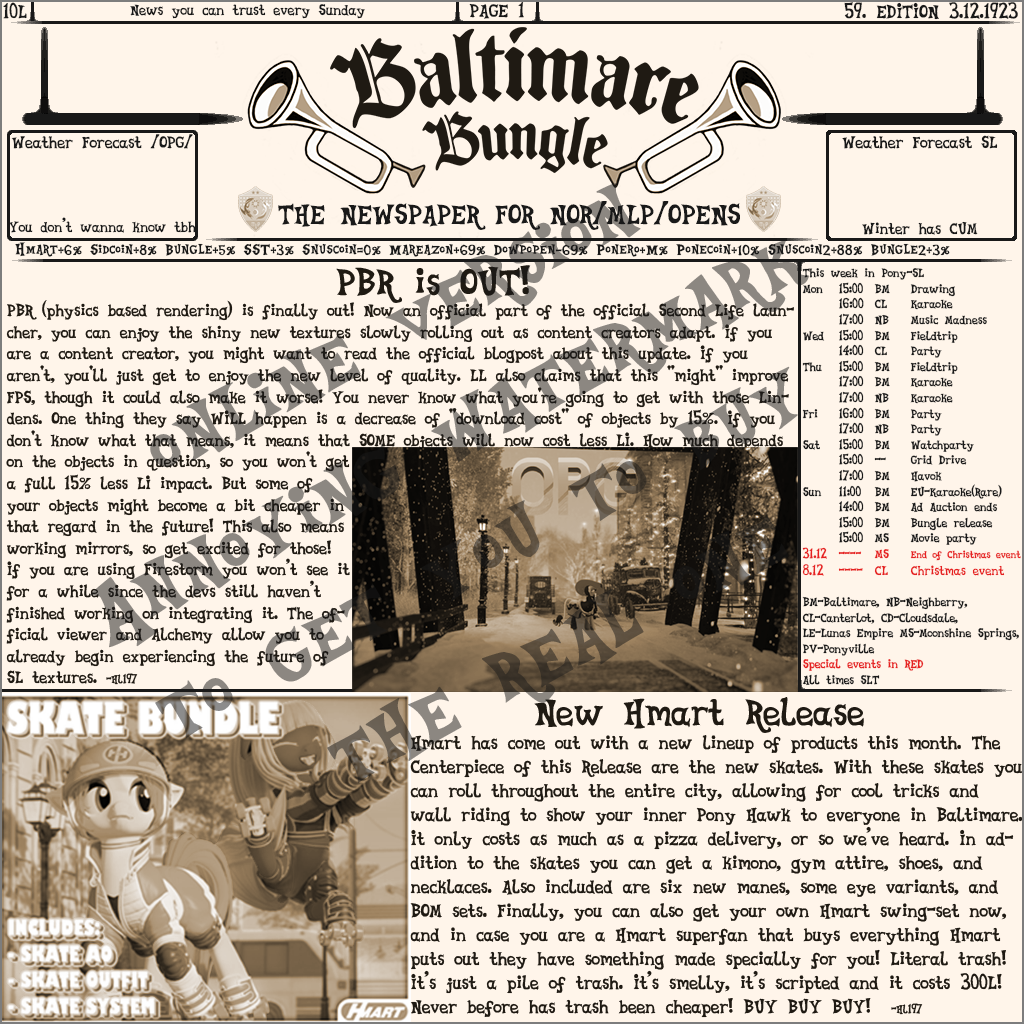 10L
News you can trust every Sunday
PAGE 1
59. EDITION 3.12.1923
Baltimare
Bungle
Weather Forecast /OPG/
You don't wanna know tbh
Weather Forecast SL
Winter has CUM
THE NEWSPAPER FOR NOR/MLP/OPENS
HMART+6% SIDCOIN+8% BUNGLE+5% SST+3% SNUSCOIN=0% MAREAZON+69% DOWPOPEN-69% PONERO+M% PONECOIN+10% SNUSCOIN2+88% BUNGLE2+3%
PBR is OUT!
PBR (physics based rendering) is finally out! Now an official part of the official Second Life laun-
cher, you can enjoy the shiny new textures slowly rolling out as content creators adapt. if you
are a content creator, you might want to read the official blogpost about this update. if you
aren't, you'll just get to enjoy the new level of quality. LL also claims that this "might" improve
FPS, though it could also make it worse! You never know what you're going to get with those Lin-
dens. One thing they say WiLL happen is a decrease of "download cost" of objects by 15%. if you
don't know what that means, it means that SOME objects will now cost less Li. How much depends
on the objects in question, so you won't get
a full 15% less Li impact. But some of
your objects might become a bit cheaper in
that regard in the future! This also means
working mirrors, so get excited for those!
if you are using Firestorm you won't see it
for a while since the devs still haven't
finished working on integrating it. The of-
ficial viewer and Alchemy allow you to
already begin experiencing the future of
SL textures. -HL197
OPG
This week in Pony-SL
Mon 15:00 BM Drawing
16:00 CL Karaoke
17:00 NB Music Madness
Wed 15:00 BM Fieldtrip
14:00 CL Party
Thu 15:00 BM Fieldtrip
17:00 BM Karaoke
17:00 NB Karaoke
Fri 16:00 BM Party
17:00 NB Party
Sat 15:00 BM Watchparty
15:00 --- Grid Drive
17:00 BM Havok
Sun 11:00 BM EU-Karaoke(Rare)
14:00 BM Ad Auction ends
15:00 BM Bungle release
15:00 MS Movie party
31.12 ---- MS End of Christmas event
8.12 ---- CL Christmas event
BM-Baltimare, NB-Neighberry,
CL-Canterlot, CD-Cloudsdale,
LE-Lunas Empire MS-Moonshine Springs,
PV-Ponyville
Special events in RED
All times SLT
ONLINE VERSION
ANNOYING WATERMARK
TO GET YOU TO BUY
THE REAL
SKATE BUNDLE
INCLUDES:
- SKATE AO
- SKATE OUTFIT
- SKATE SYSTEM
HMART
New Hmart Release
Hmart has come out with a new lineup of products this month. The
Centerpiece of this Release are the new skates. With these skates you
can roll throughout the entire city, allowing for cool tricks and
wall riding to show your inner Pony Hawk to everyone in Baltimare.
it only costs as much as a pizza delivery, or so we've heard. in ad-
dition to the skates you can get a kimono, gym attire, shoes, and
necklaces. Also included are six new manes, some eye variants, and
BOM sets. Finally, you can also get your own Hmart swing-set now,
and in case you are a Hmart superfan that buys everything Hmart
puts out they have something made specially for you! Literal trash!
it's just a pile of trash. it's smelly, it's scripted and it costs 300L!
Never before has trash been cheaper! BUY BUY BUY! -HL197